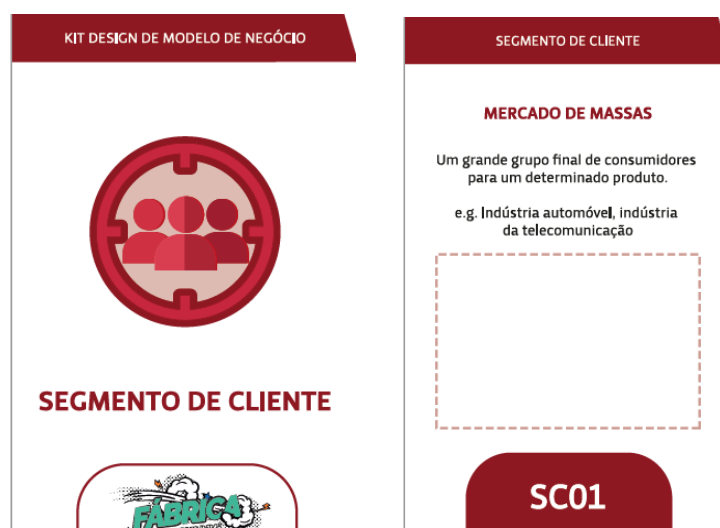 KIT DESIGN DE MODELO DE NEGÓCIO
SEGMENTO DE CLIENTE
FÁBRICA
SEGMENTO DE CLIENTE
MERCADO DE MASSAS
Um grande grupo final de consumidores
para um determinado produto.
e.g. Indústria automóvel, indústria
da telecomunicação
SC01